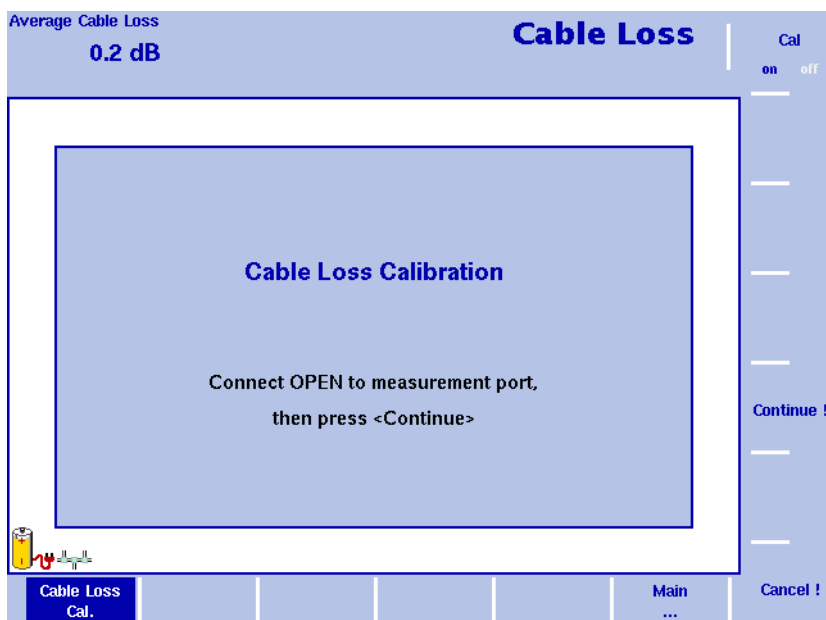 Average Cable Loss
0.2 dB
Cable Loss
Cal
on off
Cable Loss Calibration
Connect OPEN to measurement port,
then press <Continue>
Continue !
Cable Loss
Cal.
Main
...
Cancel !